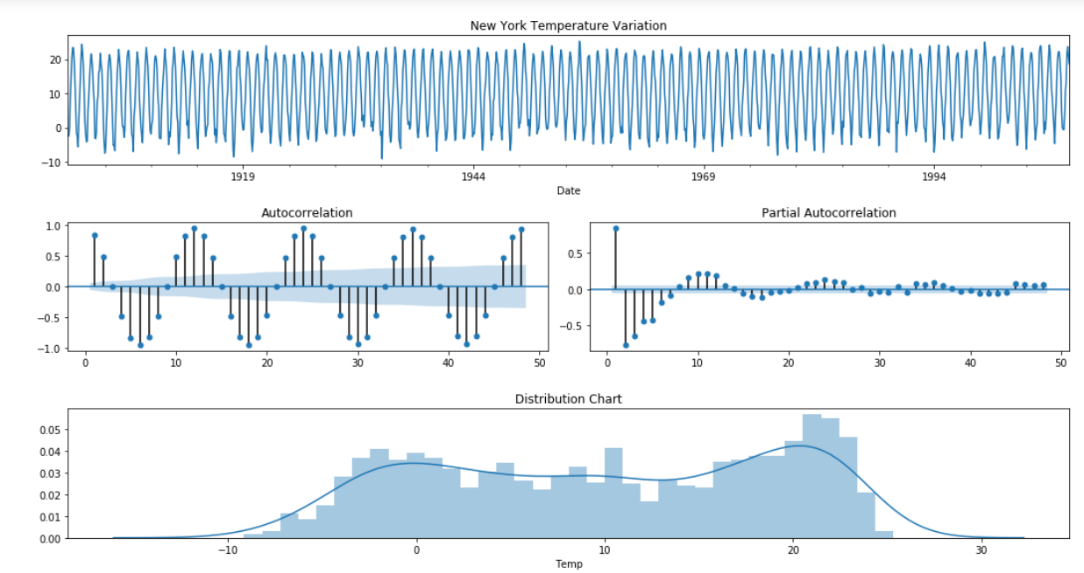 New York Temperature Variation
20
10
0
−10
1919 1944 1969 1994
Date
Autocorrelation
1.0
0.5
0.0
−0.5
−1.0
0 10 20 30 40 50
Partial Autocorrelation
0.5
0.0
−0.5
0 10 20 30 40 50
Distribution Chart
0.05
0.04
0.03
0.02
0.01
0.00
−10 0 10 20 30
Temp